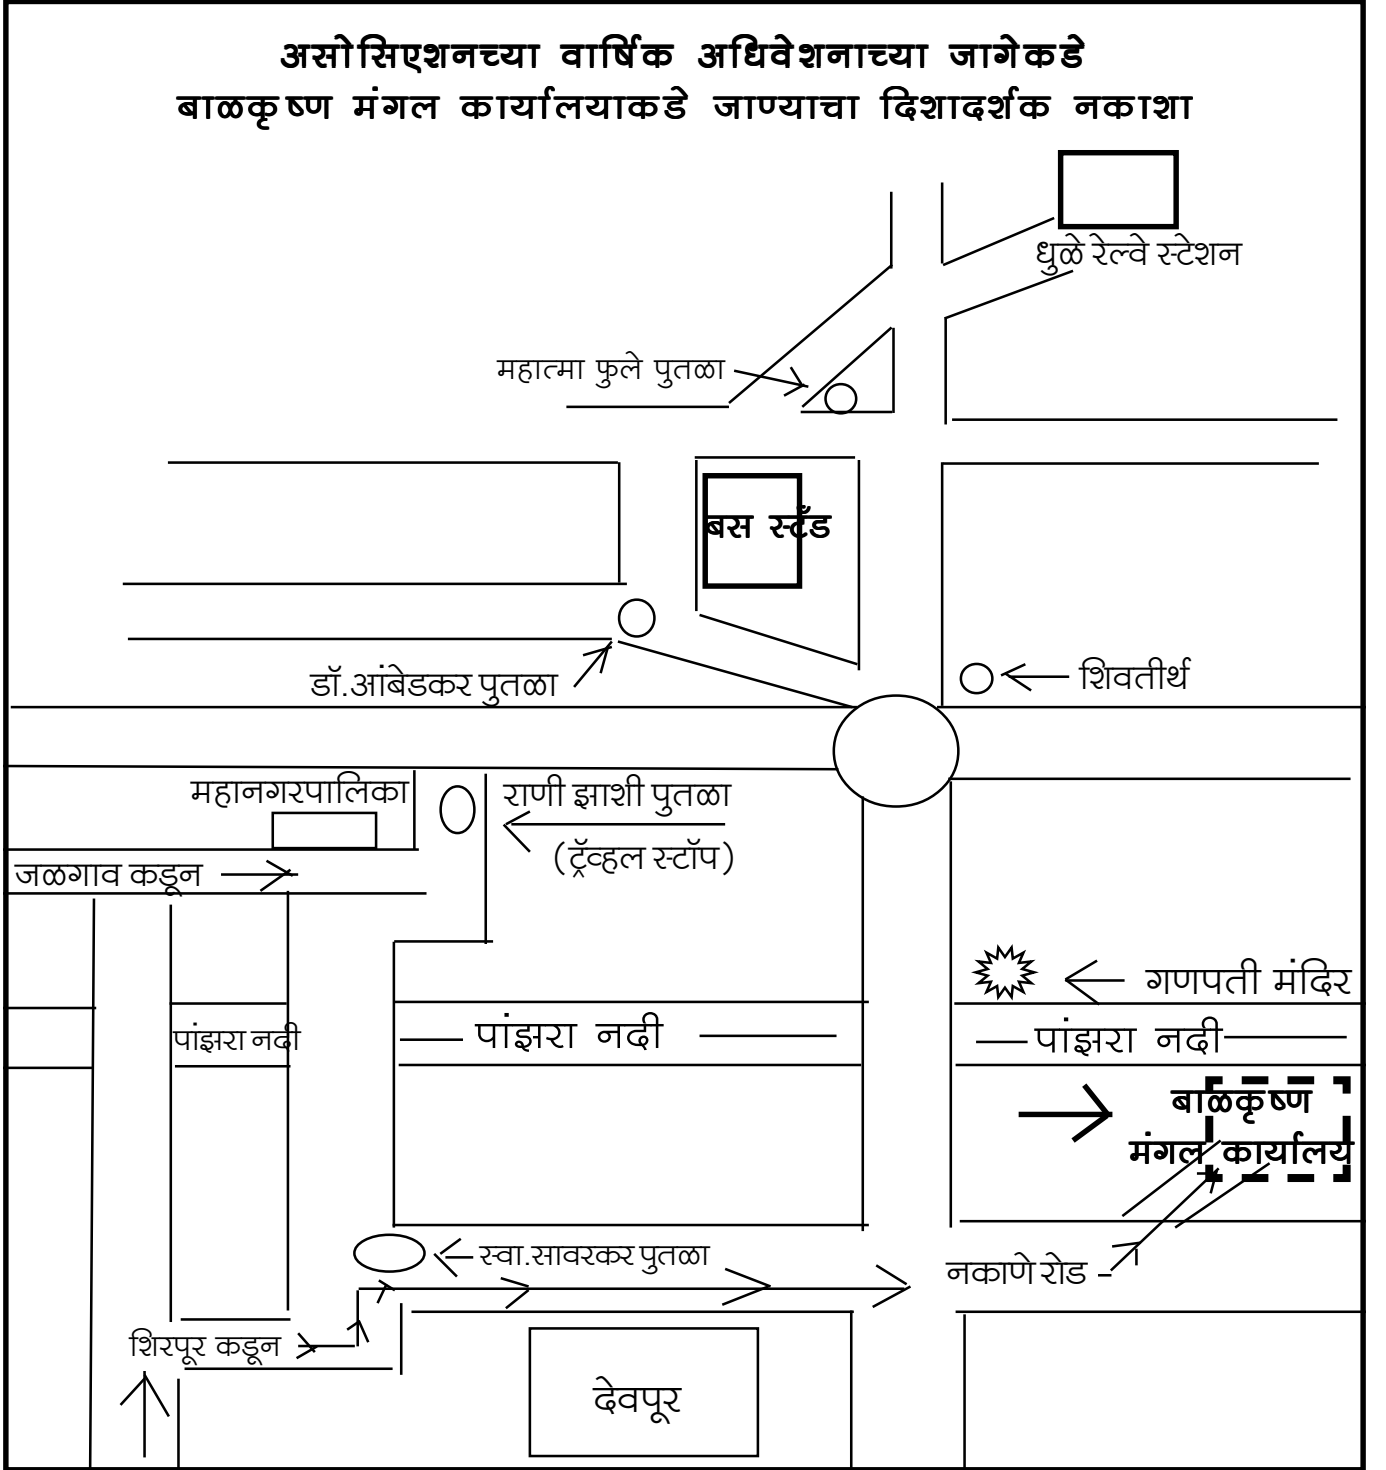 असोसिएशनच्या वार्षिक अधिवेशनाच्या जागेकडे
बाळकृष्ण मंगल कार्यालयाकडे जाण्याचा दिशादर्शक नकाशा
धुळे रेल्वे स्टेशन
महात्मा फुले पुतळा
बस स्टँड
डॉ.आंबेडकर पुतळा
शिवतीर्थ
महानगरपालिका
राणी झाशी पुतळा
(ट्रॅव्हल स्टॉप)
जळगाव कडून
गणपती मंदिर
पांझरा नदी
पांझरा नदी
पांझरा नदी
बाळकृष्ण
मंगल कार्यालय
स्वा.सावरकर पुतळा
नकाणे रोड
शिरपूर कडून
देवपूर